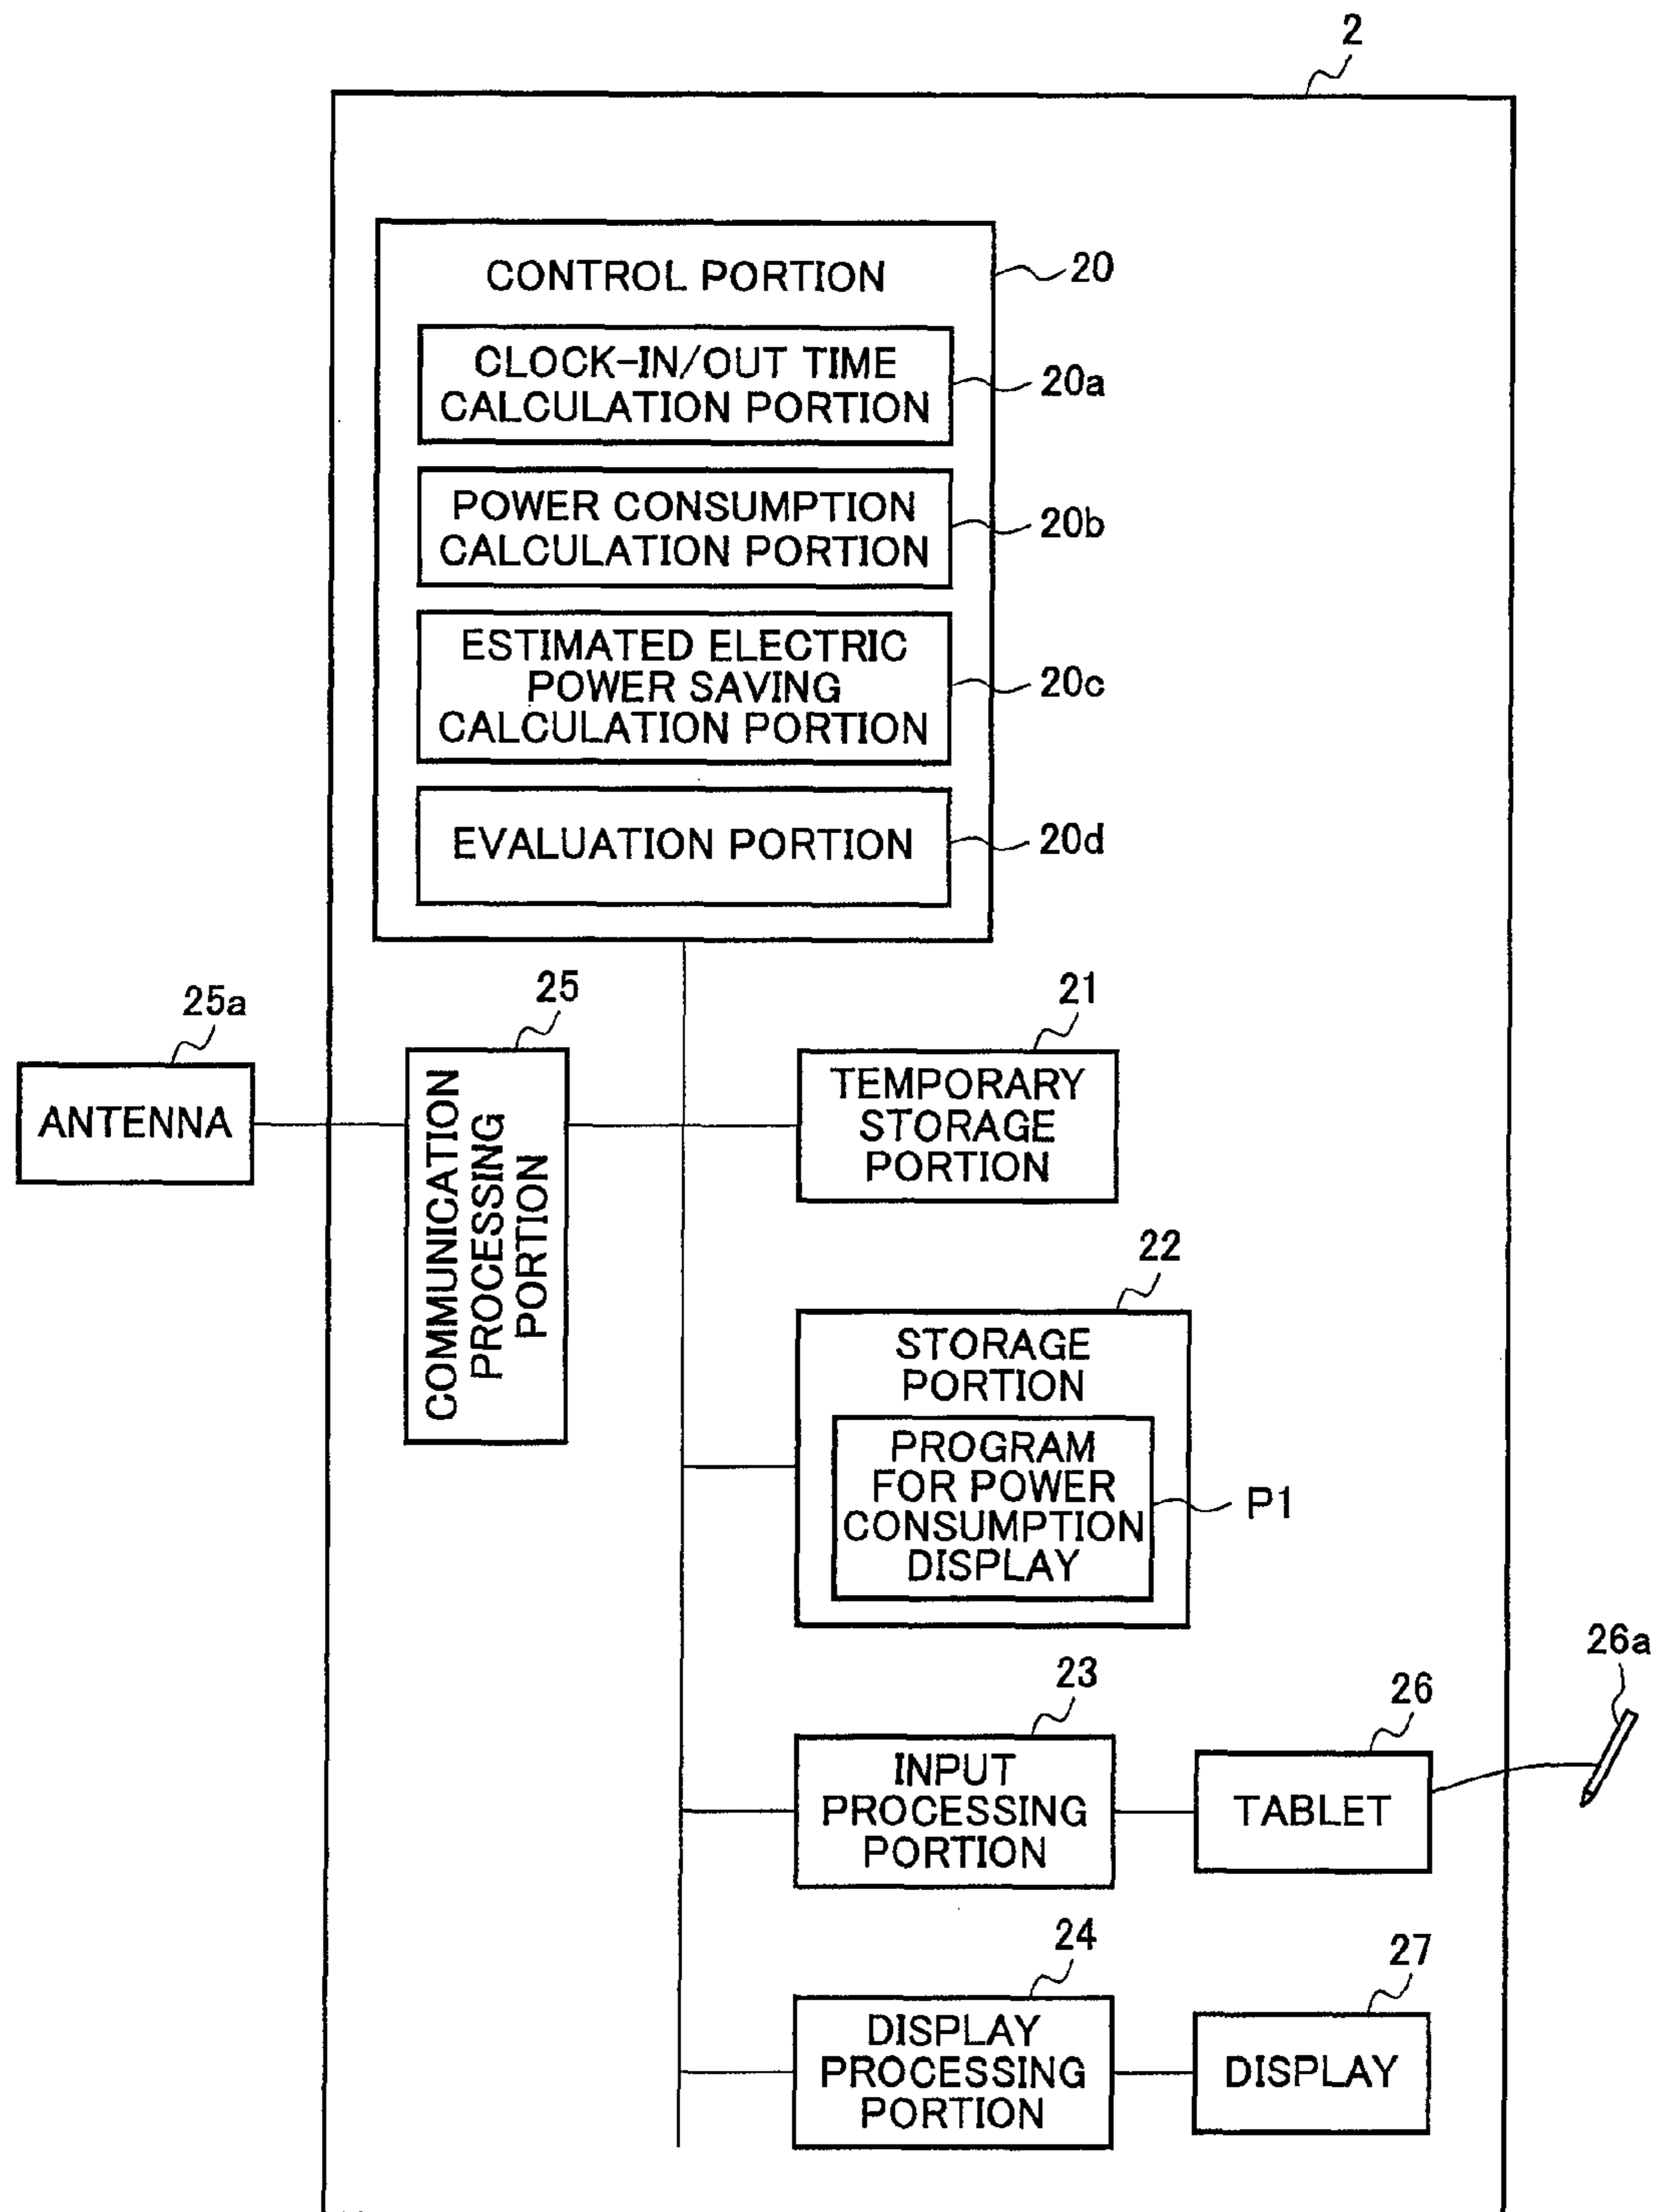 2
CONTROL PORTION
20
CLOCK-IN/OUT TIME
CALCULATION PORTION
20a
POWER CONSUMPTION
CALCULATION PORTION
20b
ESTIMATED ELECTRIC
POWER SAVING
CALCULATION PORTION
20c
EVALUATION PORTION
20d
25a
ANTENNA
25
COMMUNICATION
PROCESSING
PORTION
21
TEMPORARY
STORAGE
PORTION
22
STORAGE
PORTION
PROGRAM
FOR POWER
CONSUMPTION
DISPLAY
P1
23
INPUT
PROCESSING
PORTION
26
TABLET
26a
24
DISPLAY
PROCESSING
PORTION
27
DISPLAY